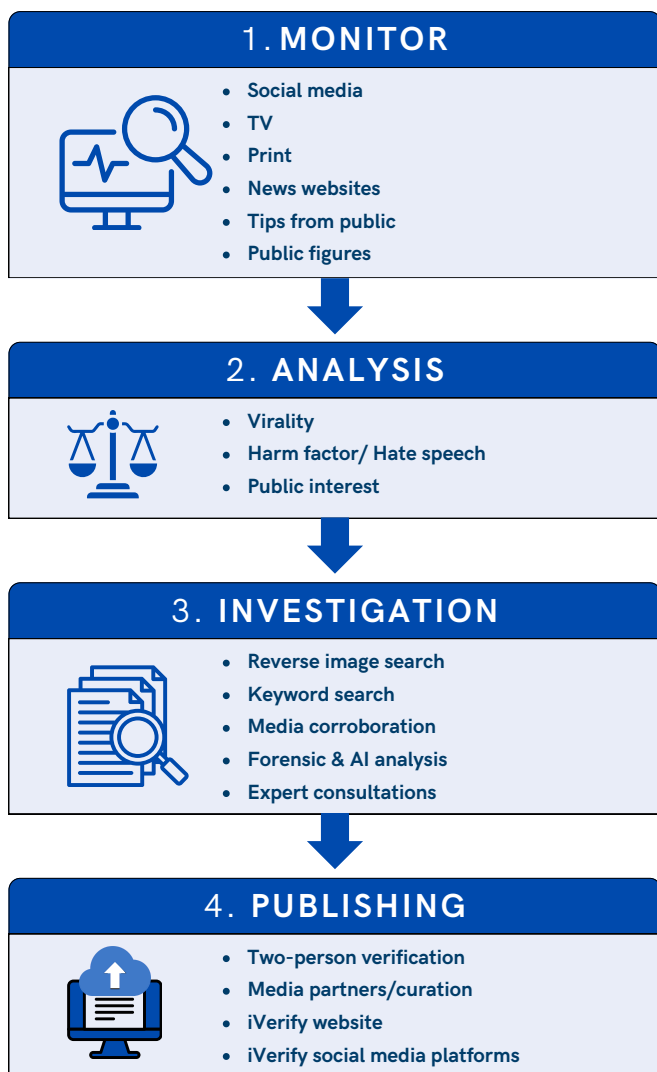 1. MONITOR
• Social media
• TV
• Print
• News websites
• Tips from public
• Public figures
2. ANALYSIS
• Virality
• Harm factor/ Hate speech
• Public interest
3. INVESTIGATION
• Reverse image search
• Keyword search
• Media corroboration
• Forensic & AI analysis
• Expert consultations
4. PUBLISHING
• Two-person verification
• Media partners/curation
• iVerify website
• iVerify social media platforms